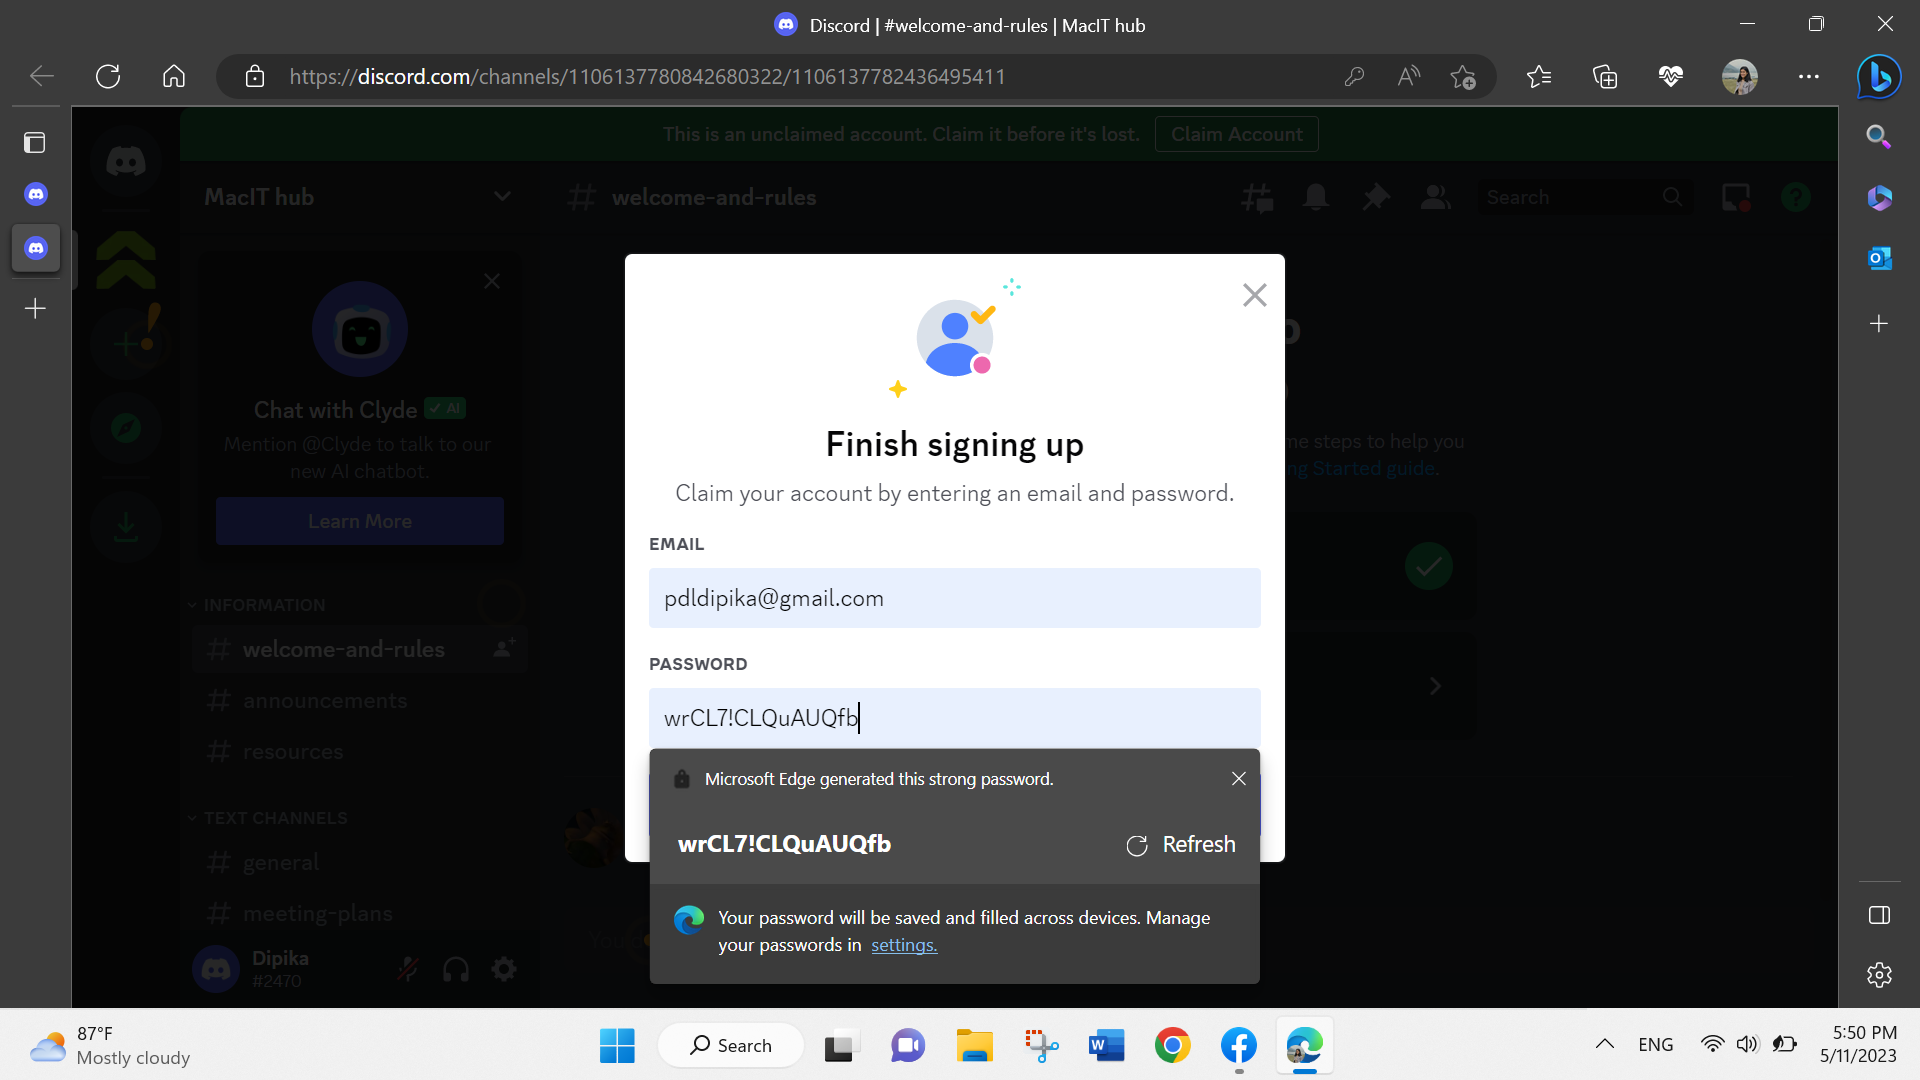 Discord | #welcome-and-rules | MacIT hub
https://discord.com/channels/1106137780842680322/1106137782436495411
This is an unclaimed account. Claim it before it's lost.
Claim Account
MacIT hub
welcome-and-rules
Search
Chat with Clyde
AI
Mention @Clyde to talk to our
new AI chatbot.
Learn More
me steps to help you
ng Started guide.
INFORMATION
welcome-and-rules
announcements
resources
TEXT CHANNELS
general
meeting-plans
Dipika
#2470
Finish signing up
Claim your account by entering an email and password.
EMAIL
pdldipika@gmail.com
PASSWORD
wrCL7!CLQuAUQfb
Microsoft Edge generated this strong password.
wrCL7!CLQuAUQfb
Refresh
Your password will be saved and filled across devices. Manage
your passwords in settings.
87°F
Mostly cloudy
Search
ENG
5:50 PM
5/11/2023